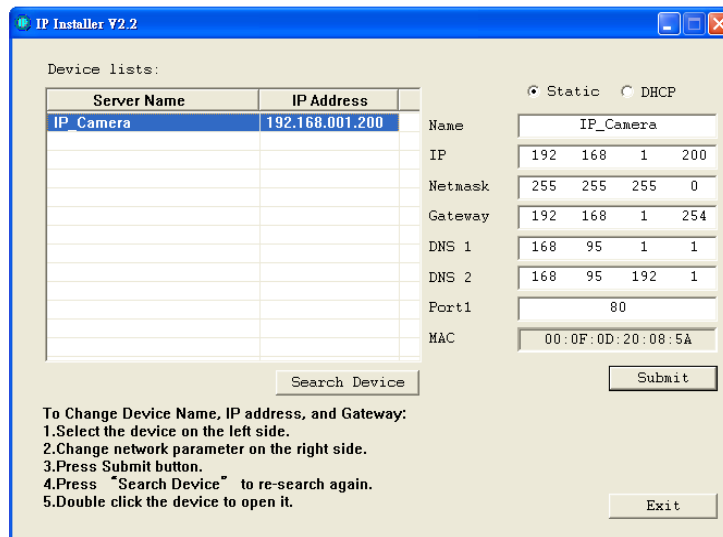 IP Installer V2.2
Device lists:
Server Name IP Address
IP_Camera 192.168.001.200
Static DHCP
Name IP_Camera
IP 192 168 1 200
Netmask 255 255 255 0
Gateway 192 168 1 254
DNS 1 168 95 1 1
DNS 2 168 95 192 1
Port1 80
MAC 00:0F:0D:20:08:5A
Search Device
Submit
To Change Device Name, IP address, and Gateway:
1.Select the device on the left side.
2.Change network parameter on the right side.
3.Press Submit button.
4.Press “Search Device” to re-search again.
5.Double click the device to open it.
Exit